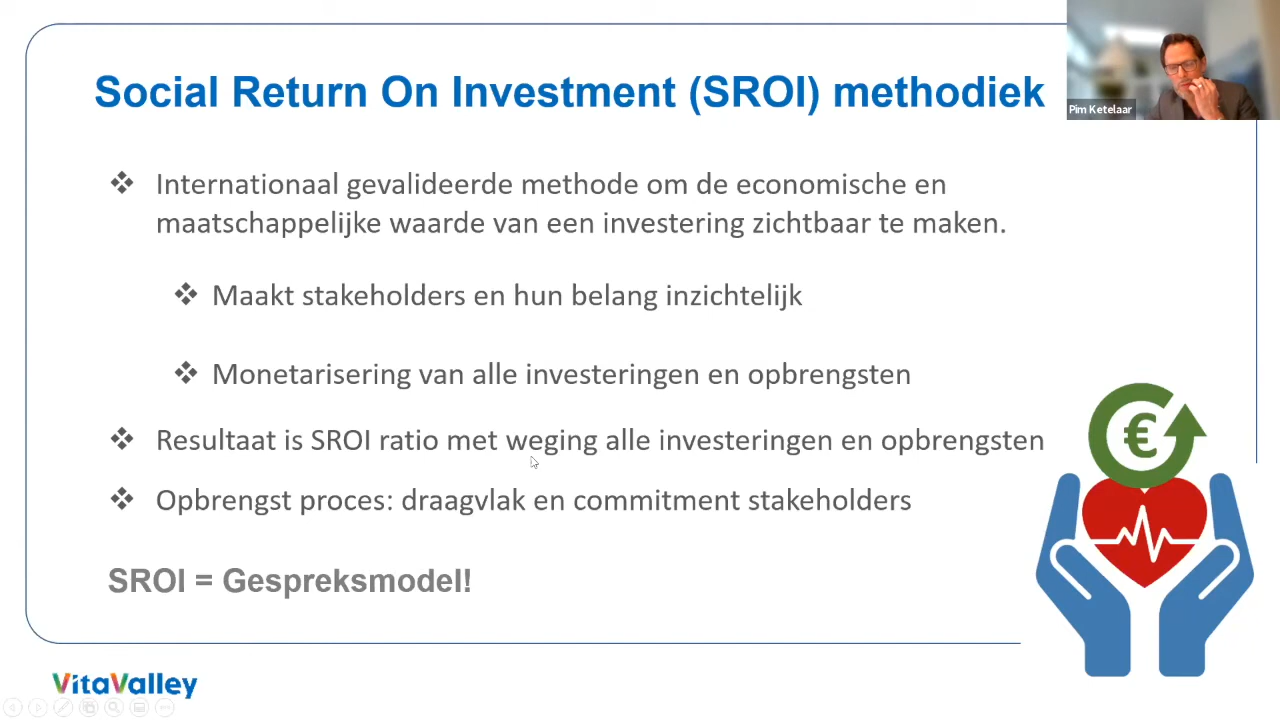 Social Return On Investment (SROI) methodiek
Pim Ketelaar
❖ Internationaal gevalideerde methode om de economische en
maatschappelijke waarde van een investering zichtbaar te maken.
❖ Maakt stakeholders en hun belang inzichtelijk
❖ Monetarisering van alle investeringen en opbrengsten
❖ Resultaat is SROI ratio met weging alle investeringen en opbrengsten
❖ Opbrengst proces: draagvlak en commitment stakeholders
SROI = Gespreksmodel!
€
VitaValley